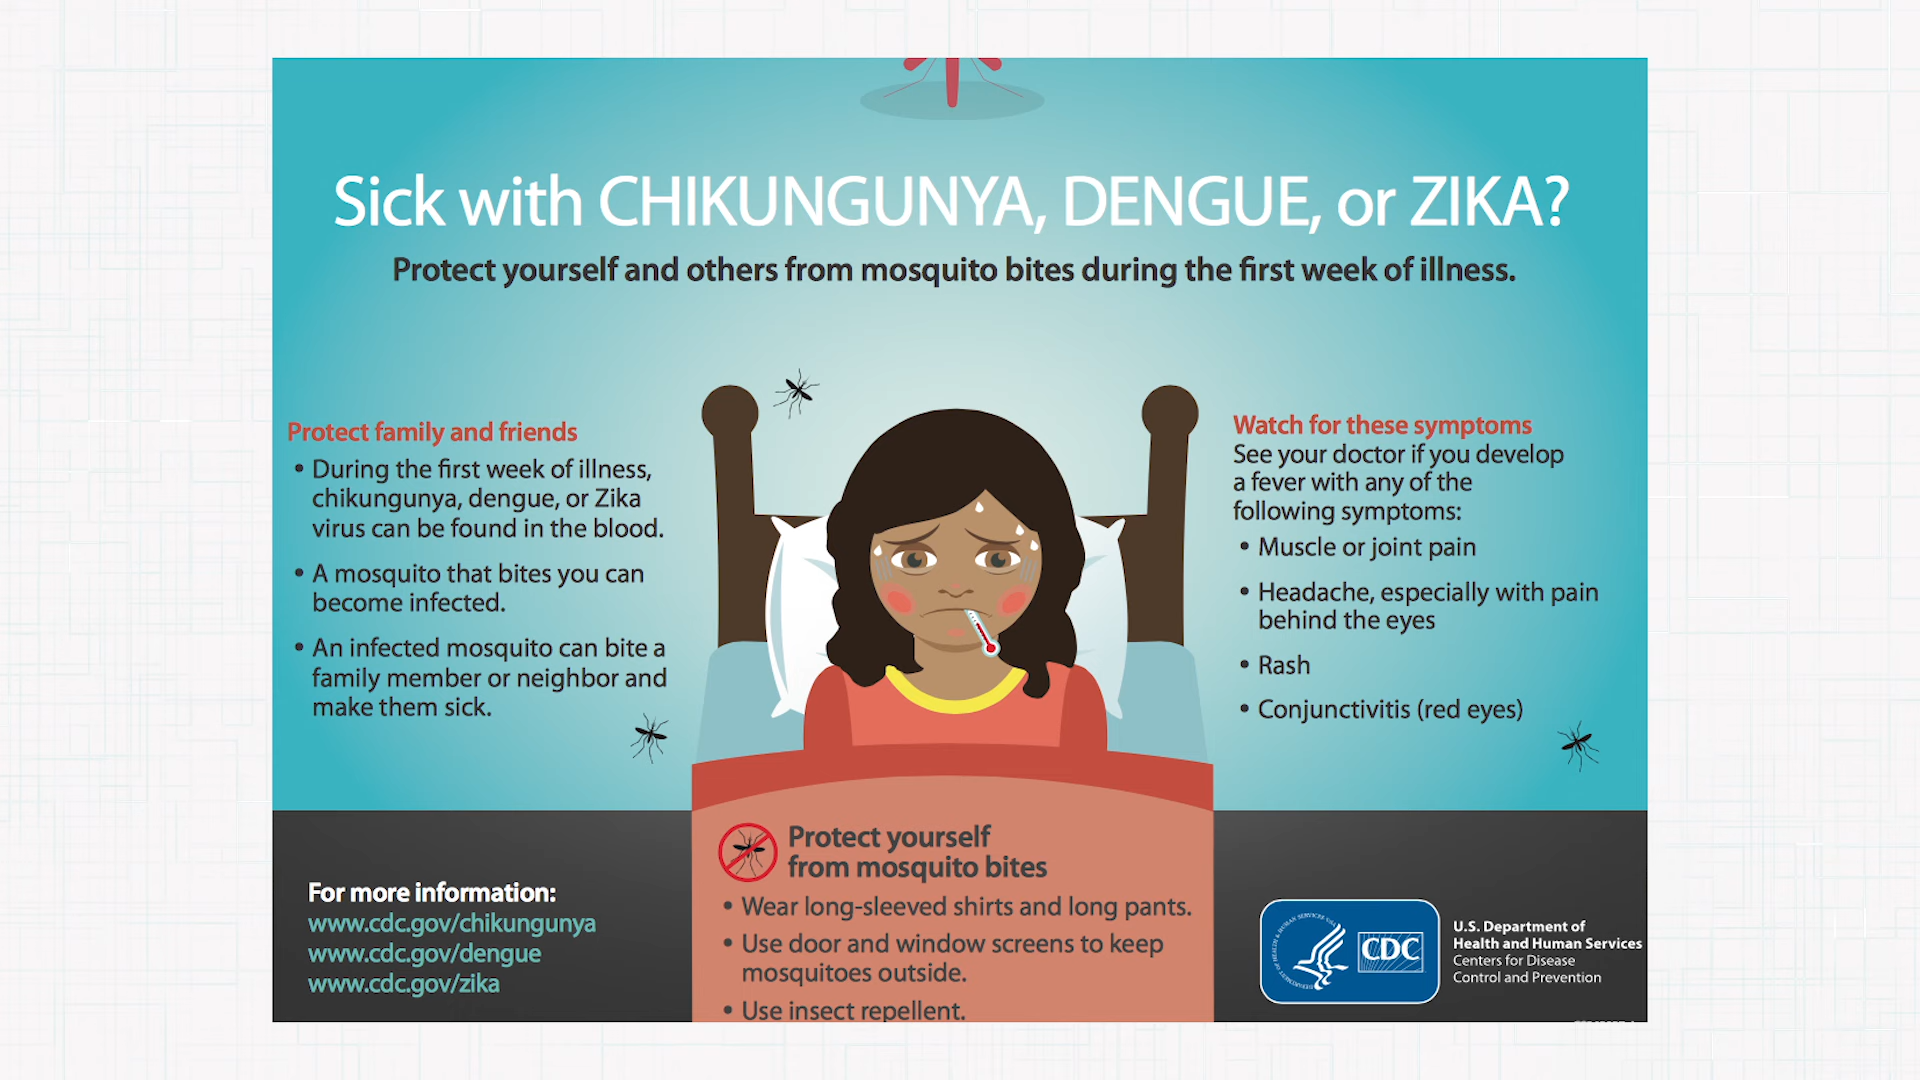 Sick with CHIKUNGUNYA, DENGUE, or ZIKA?
Protect yourself and others from mosquito bites during the first week of illness.
Protect family and friends
• During the first week of illness,
chikungunya, dengue, or Zika
virus can be found in the blood.
• A mosquito that bites you can
become infected.
• An infected mosquito can bite a
family member or neighbor and
make them sick.
Watch for these symptoms
See your doctor if you develop
a fever with any of the
following symptoms:
• Muscle or joint pain
• Headache, especially with pain
behind the eyes
• Rash
• Conjunctivitis (red eyes)
Protect yourself
from mosquito bites
• Wear long-sleeved shirts and long pants.
• Use door and window screens to keep
mosquitoes outside.
• Use insect repellent.
For more information:
www.cdc.gov/chikungunya
www.cdc.gov/dengue
www.cdc.gov/zika
CDC
U.S. Department of
Health and Human Services
Centers for Disease
Control and Prevention